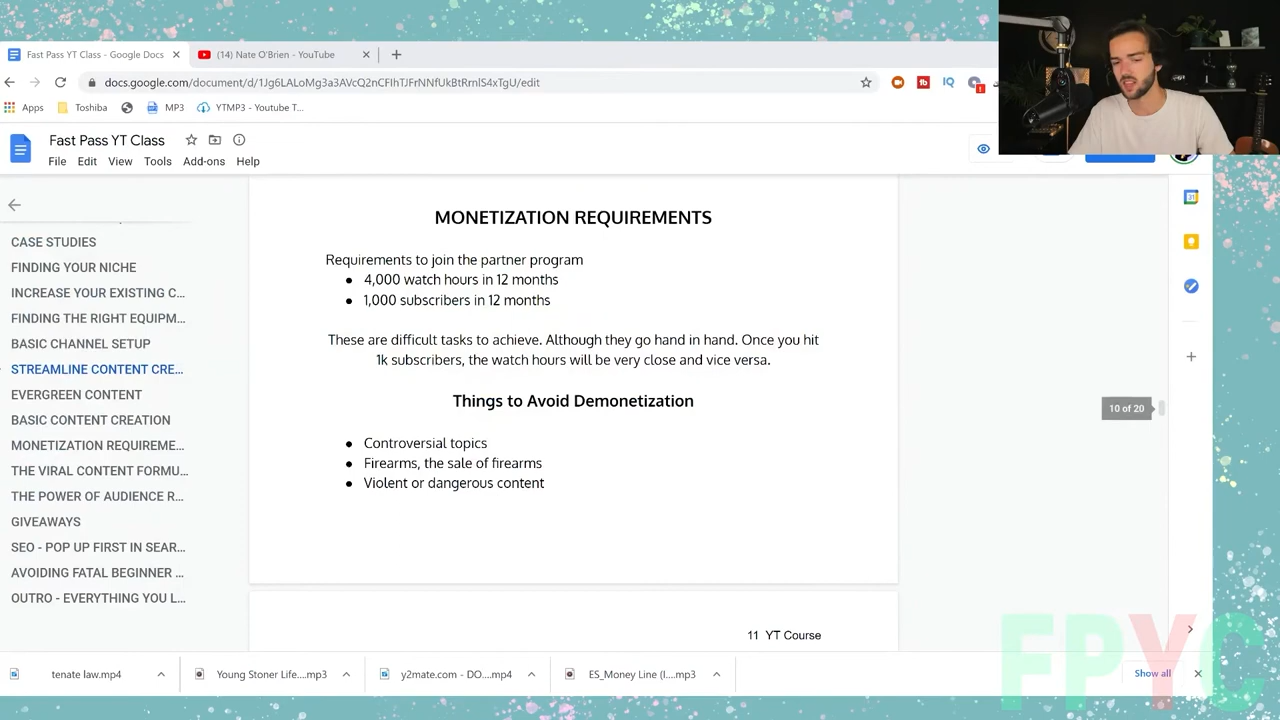 Fast Pass YT Class - Google Docs
(14) Nate O'Brien - YouTube
docs.google.com/document/d/1Jg6LALpMg3a3AVcQ2nCFIhTJFrNNfUkBtRrnlS4xTgU/edit
Apps
Toshiba
MP3
YTMP3 - Youtube T...
Fast Pass YT Class
File Edit View Tools Add-ons Help
CASE STUDIES
FINDING YOUR NICHE
INCREASE YOUR EXISTING C...
FINDING THE RIGHT EQUIPM...
BASIC CHANNEL SETUP
STREAMLINE CONTENT CRE...
EVERGREEN CONTENT
BASIC CONTENT CREATION
MONETIZATION REQUIREME...
THE VIRAL CONTENT FORMU...
THE POWER OF AUDIENCE R...
GIVEAWAYS
SEO - POP UP FIRST IN SEAR...
AVOIDING FATAL BEGINNER ...
OUTRO - EVERYTHING YOU L...
MONETIZATION REQUIREMENTS
Requirements to join the partner program
● 4,000 watch hours in 12 months
● 1,000 subscribers in 12 months
These are difficult tasks to achieve. Although they go hand in hand. Once you hit
1k subscribers, the watch hours will be very close and vice versa.
Things to Avoid Demonetization
● Controversial topics
● Firearms, the sale of firearms
● Violent or dangerous content
10 of 20
11 YT Course
31
IQ
FPYC
tenate law.mp4
Young Stoner Life....mp3
y2mate.com - DO....mp4
ES_Money Line (I....mp3
Show all